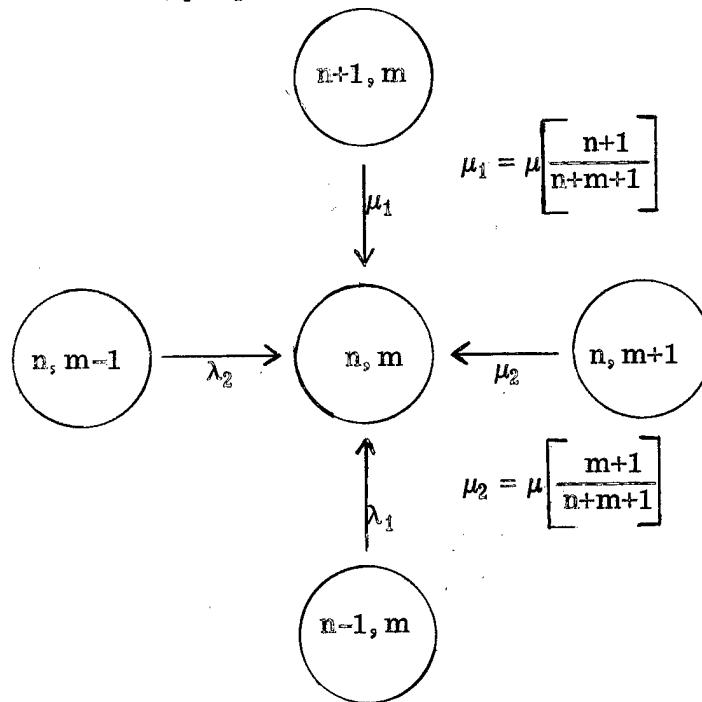 n+1, m
μ₁ = μ[n+1 / n+m+1]
μ₁
n, m-1
λ₂
n, m
μ₂
n, m+1
μ₂ = μ[m+1 / n+m+1]
λ₁
n-1, m